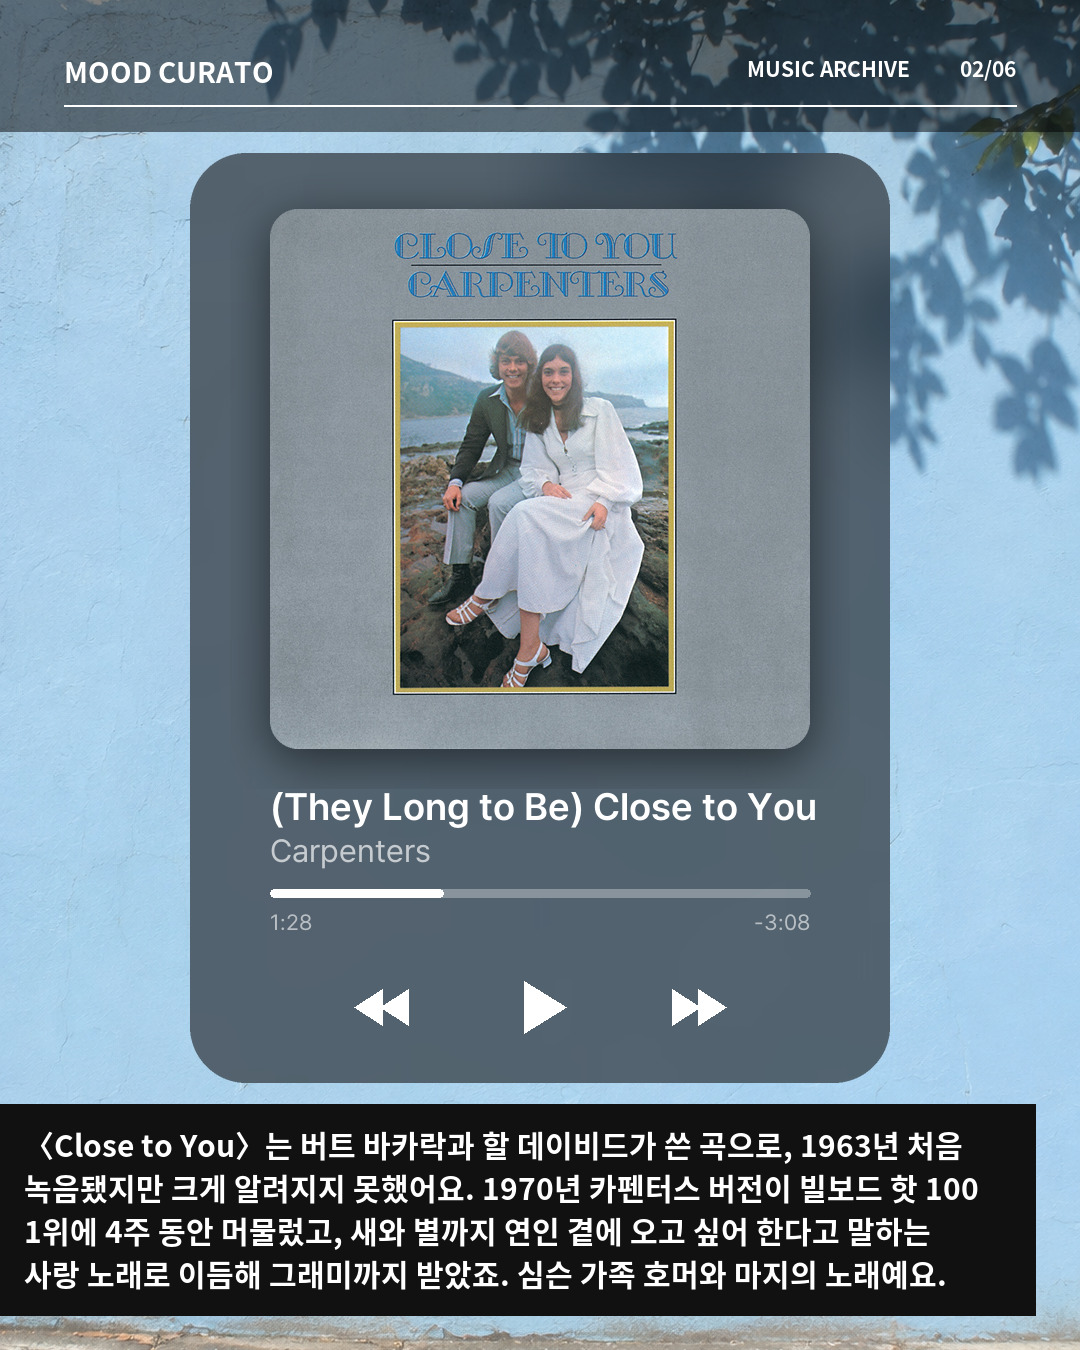 MOOD CURATO
MUSIC ARCHIVE 02/06
CLOSE TO YOU
CARPENTERS
(They Long to Be) Close to You
Carpenters
1:28 -3:08
〈Close to You〉는 버트 바카락과 할 데이비드가 쓴 곡으로, 1963년 처음
녹음됐지만 크게 알려지지 못했어요. 1970년 카펜터스 버전이 빌보드 핫 100
1위에 4주 동안 머물렀고, 새와 별까지 연인 곁에 오고 싶어 한다고 말하는
사랑 노래로 이듬해 그래미까지 받았죠. 심슨 가족 호머와 마지의 노래예요.